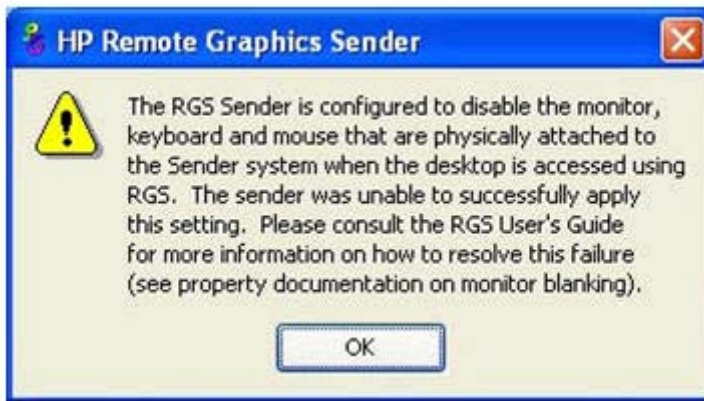 HP Remote Graphics Sender
The RGS Sender is configured to disable the monitor,
keyboard and mouse that are physically attached to
the Sender system when the desktop is accessed using
RGS. The sender was unable to successfully apply
this setting. Please consult the RGS User's Guide
for more information on how to resolve this failure
(see property documentation on monitor blanking).
OK